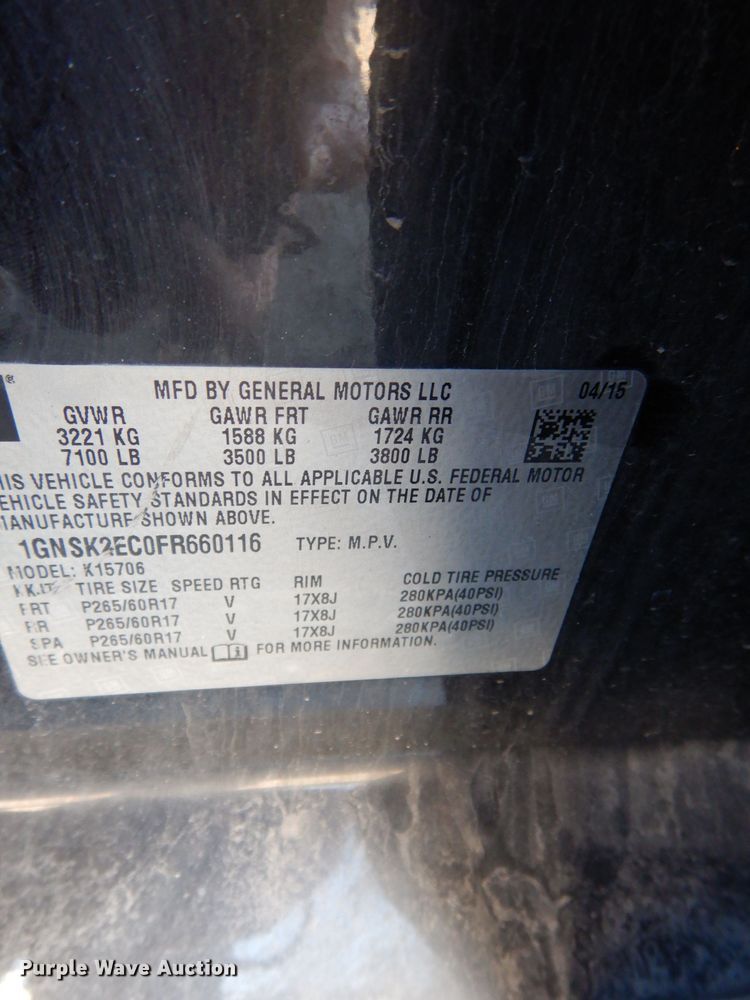 ®
MFD BY GENERAL MOTORS LLC 04/15
GVWR GAWR FRT GAWR RR
3221 KG 1588 KG 1724 KG
7100 LB 3500 LB 3800 LB
HIS VEHICLE CONFORMS TO ALL APPLICABLE U.S. FEDERAL MOTOR
EHICLE SAFETY STANDARDS IN EFFECT ON THE DATE OF
MANUFACTURE SHOWN ABOVE.
1GNSK2EC0FR660116 TYPE: M.P.V.
MODEL: K15706
TIRE SIZE SPEED RTG RIM COLD TIRE PRESSURE
FRT P265/60R17 V 17X8J 280KPA(40PSI)
RR P265/60R17 V 17X8J 280KPA(40PSI)
SPA P265/60R17 V 17X8J 280KPA(40PSI)
SEE OWNER'S MANUAL FOR MORE INFORMATION.
Purple Wave Auction